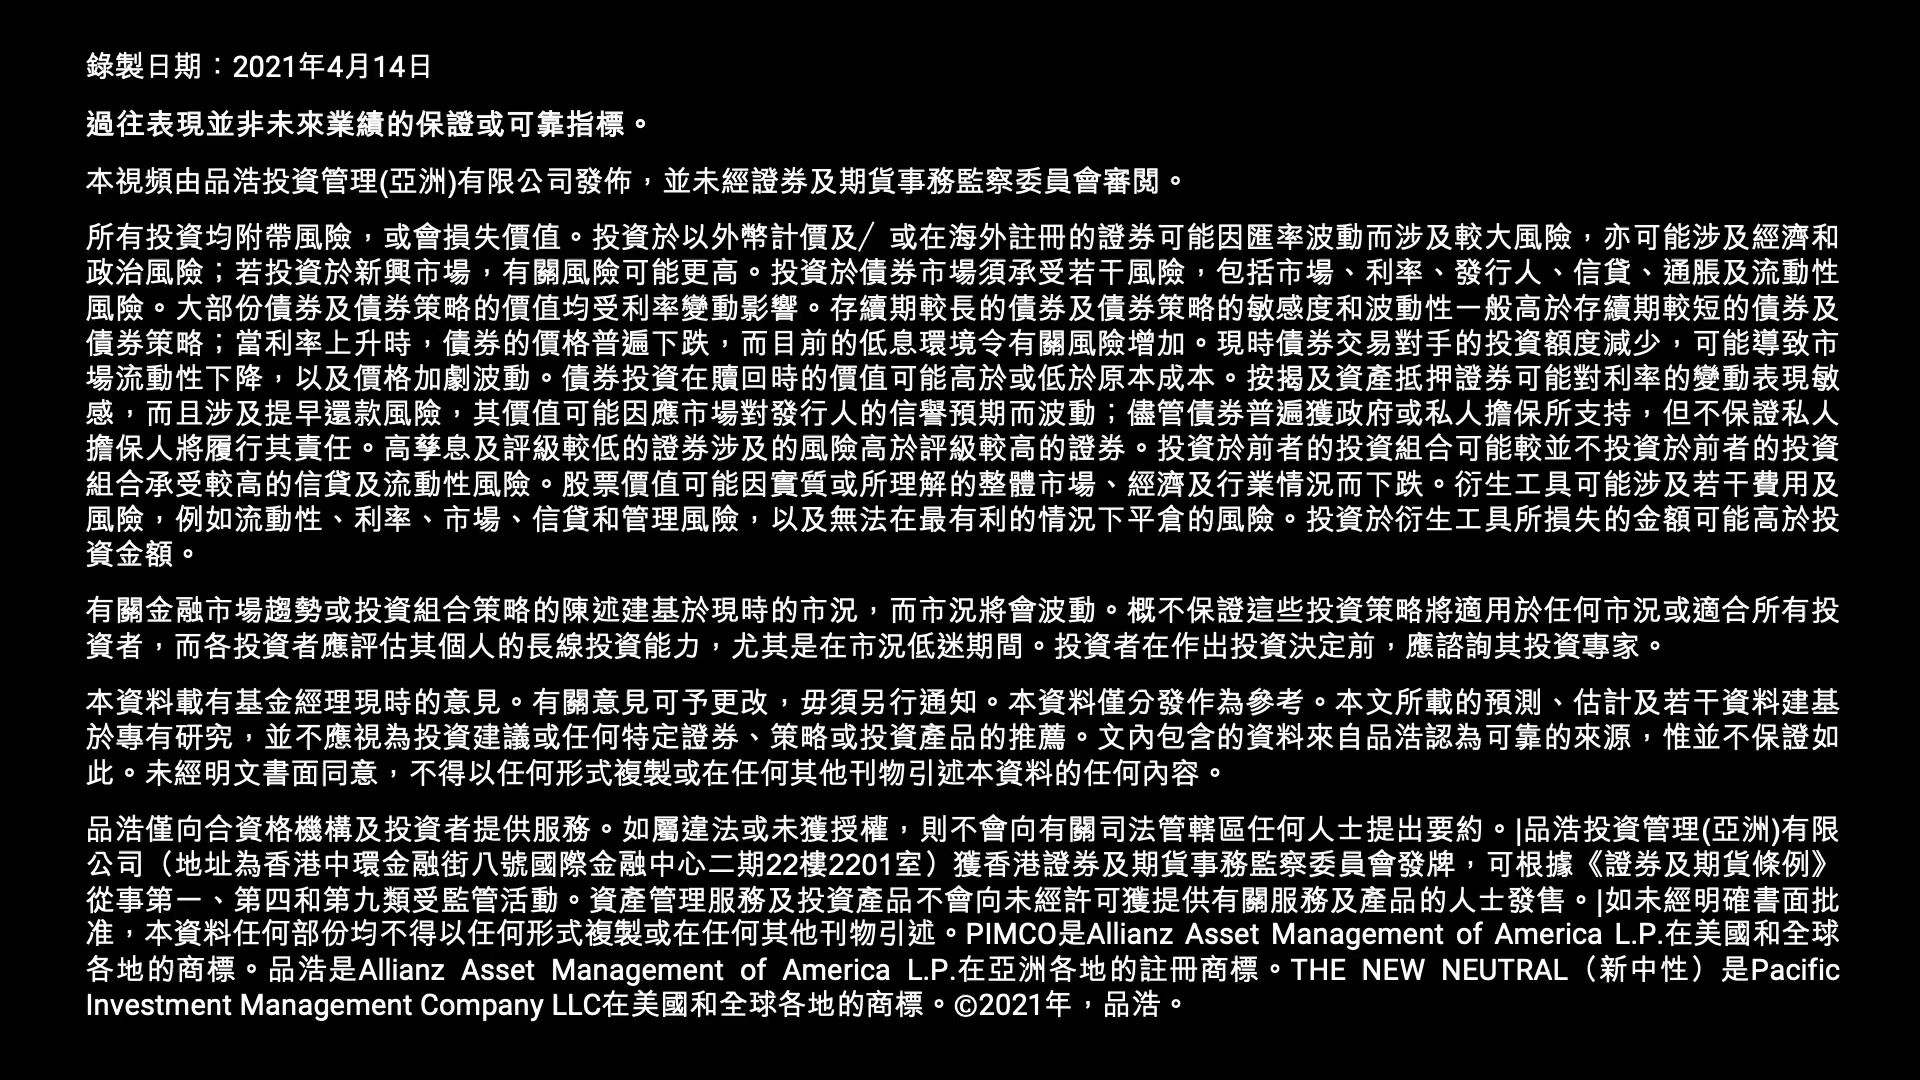 錄製日期：2021年4月14日
過往表現並非未來業績的保證或可靠指標。
本視頻由品浩投資管理(亞洲)有限公司發佈，並未經證券及期貨事務監察委員會審閱。
所有投資均附帶風險，或會損失價值。投資於以外幣計價及╱ 或在海外註冊的證券可能因匯率波動而涉及較大風險，亦可能涉及經濟和
政治風險；若投資於新興市場，有關風險可能更高。投資於債券市場須承受若干風險，包括市場、利率、發行人、信貸、通脹及流動性
風險。大部份債券及債券策略的價值均受利率變動影響。存續期較長的債券及債券策略的敏感度和波動性一般高於存續期較短的債券及
債券策略；當利率上升時，債券的價格普遍下跌，而目前的低息環境令有關風險增加。現時債券交易對手的投資額度減少，可能導致市
場流動性下降，以及價格加劇波動。債券投資在贖回時的價值可能高於或低於原本成本。按揭及資產抵押證券可能對利率的變動表現敏
感，而且涉及提早還款風險，其價值可能因應市場對發行人的信譽預期而波動；儘管債券普遍獲政府或私人擔保所支持，但不保證私人
擔保人將履行其責任。高孳息及評級較低的證券涉及的風險高於評級較高的證券。投資於前者的投資組合可能較並不投資於前者的投資
組合承受較高的信貸及流動性風險。股票價值可能因實質或所理解的整體市場、經濟及行業情況而下跌。衍生工具可能涉及若干費用及
風險，例如流動性、利率、市場、信貸和管理風險，以及無法在最有利的情況下平倉的風險。投資於衍生工具所損失的金額可能高於投
資金額。
有關金融市場趨勢或投資組合策略的陳述建基於現時的市況，而市況將會波動。概不保證這些投資策略將適用於任何市況或適合所有投
資者，而各投資者應評估其個人的長線投資能力，尤其是在市況低迷期間。投資者在作出投資決定前，應諮詢其投資專家。
本資料載有基金經理現時的意見。有關意見可予更改，毋須另行通知。本資料僅分發作為參考。本文所載的預測、估計及若干資料建基
於專有研究，並不應視為投資建議或任何特定證券、策略或投資產品的推薦。文內包含的資料來自品浩認為可靠的來源，惟並不保證如
此。未經明文書面同意，不得以任何形式複製或在任何其他刊物引述本資料的任何內容。
品浩僅向合資格機構及投資者提供服務。如屬違法或未獲授權，則不會向有關司法管轄區任何人士提出要約。|品浩投資管理(亞洲)有限
公司（地址為香港中環金融街八號國際金融中心二期22樓2201室）獲香港證券及期貨事務監察委員會發牌，可根據《證券及期貨條例》
從事第一、第四和第九類受監管活動。資產管理服務及投資產品不會向未經許可獲提供有關服務及產品的人士發售。|如未經明確書面批
准，本資料任何部份均不得以任何形式複製或在任何其他刊物引述。PIMCO是Allianz Asset Management of America L.P.在美國和全球
各地的商標。品浩是Allianz Asset Management of America L.P.在亞洲各地的註冊商標。THE NEW NEUTRAL（新中性）是Pacific
Investment Management Company LLC在美國和全球各地的商標。©2021年，品浩。